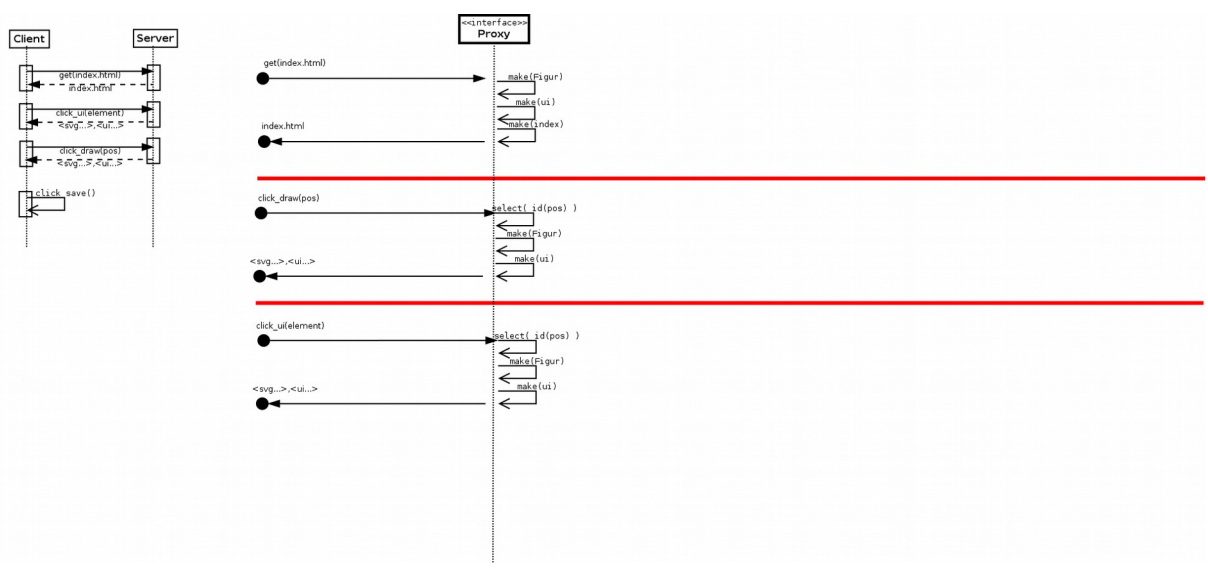 Client
Server
get(index.html)
index.html
click_ui(element)
<svg...>,<ui...>
click_draw(pos)
<svg...>,<ui...>
click_save()
<<interface>>
Proxy
get(index.html)
make(Figur)
make(ui)
make(index)
index.html
click_draw(pos)
select( id(pos) )
make(Figur)
make(ui)
<svg...>,<ui...>
click_ui(element)
select( id(pos) )
make(Figur)
make(ui)
<svg...>,<ui...>